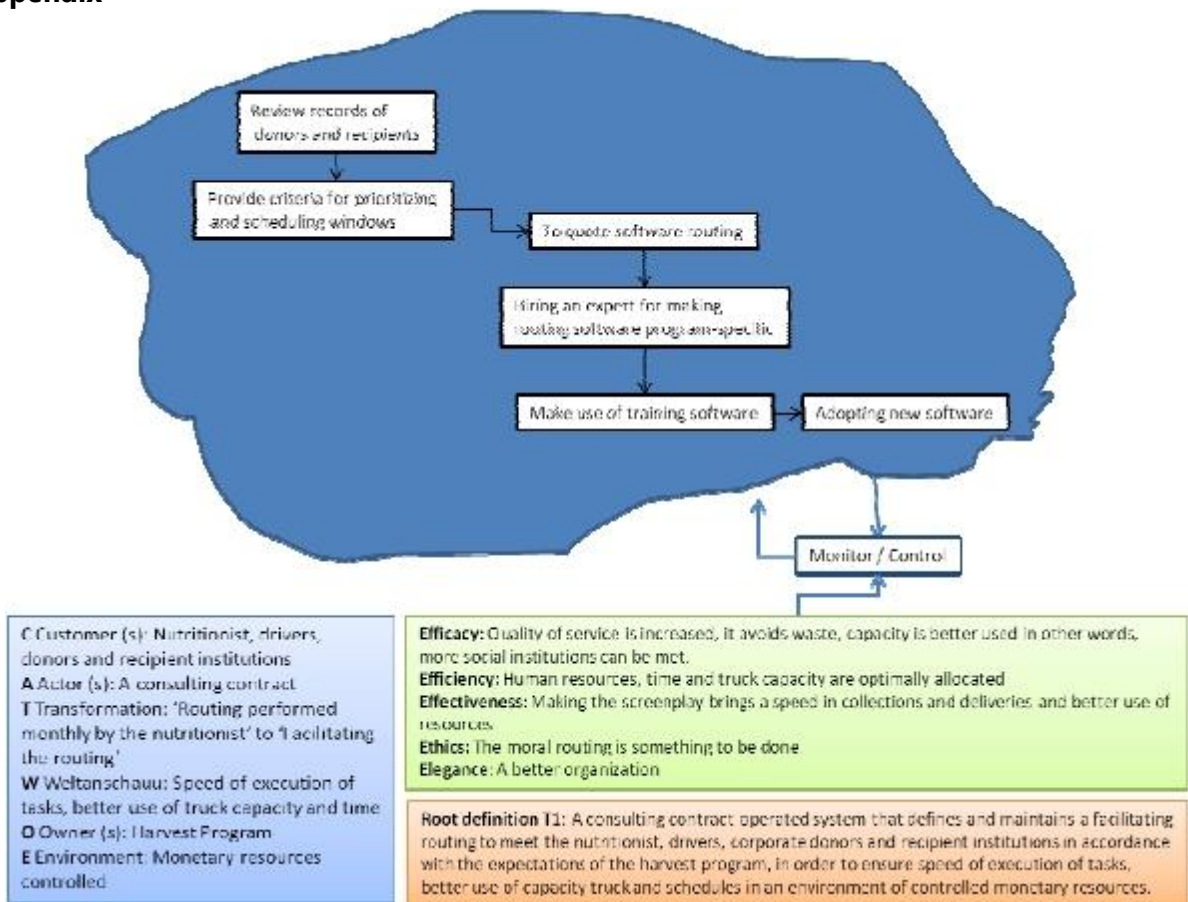 ppendix
Review records of
donors and recipients
Provide criteria for prioritizing
and scheduling windows
To quote software routing
Hiring an expert for making
routing software program-specific
Make use of training software
Adopting new software
Monitor / Control
C Customer (s): Nutritionist, drivers,
donors and recipient institutions
A Actor (s): A consulting contract
T Transformation: 'Routing performed
monthly by the nutritionist' to 'Facilitating
the routing'
W Weltanschauu: Speed of execution of
tasks, better use of truck capacity and time
O Owner (s): Harvest Program
E Environment: Monetary resources
controlled
Efficacy: Quality of service is increased, it avoids waste, capacity is better used in other words,
more social institutions can be met.
Efficiency: Human resources, time and truck capacity are optimally allocated
Effectiveness: Making the screenplay brings a speed in collections and deliveries and better use of
resources
Ethics: The moral routing is something to be done
Elegance: A better organization
Root definition T1: A consulting contract operated system that defines and maintains a facilitating
routing to meet the nutritionist, drivers, corporate donors and recipient institutions in accordance
with the expectations of the harvest program, in order to ensure speed of execution of tasks,
better use of capacity truck and schedules in an environment of controlled monetary resources.